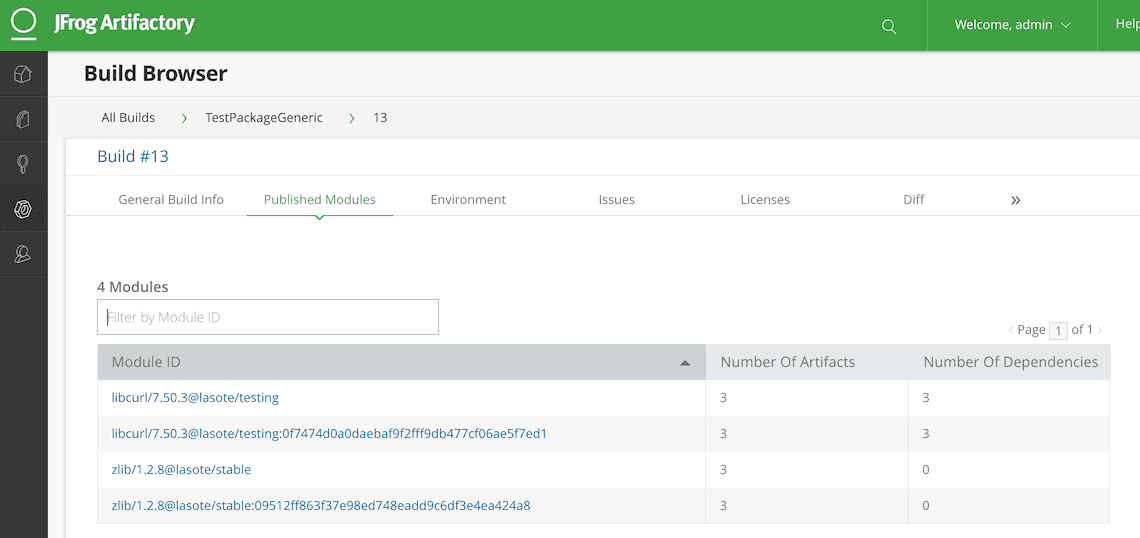 JFrog Artifactory
Welcome, admin
Help
Build Browser
All Builds > TestPackageGeneric > 13
Build #13
General Build Info Published Modules Environment Issues Licenses Diff »
4 Modules
Filter by Module ID
Page 1 of 1
Module ID Number Of Artifacts Number Of Dependencies
libcurl/7.50.3@lasote/testing 3 3
libcurl/7.50.3@lasote/testing:0f7474d0a0daebaf9f2fff9db477cf06ae5f7ed1 3 3
zlib/1.2.8@lasote/stable 3 0
zlib/1.2.8@lasote/stable:09512ff863f37e98ed748eadd9c6df3e4ea424a8 3 0